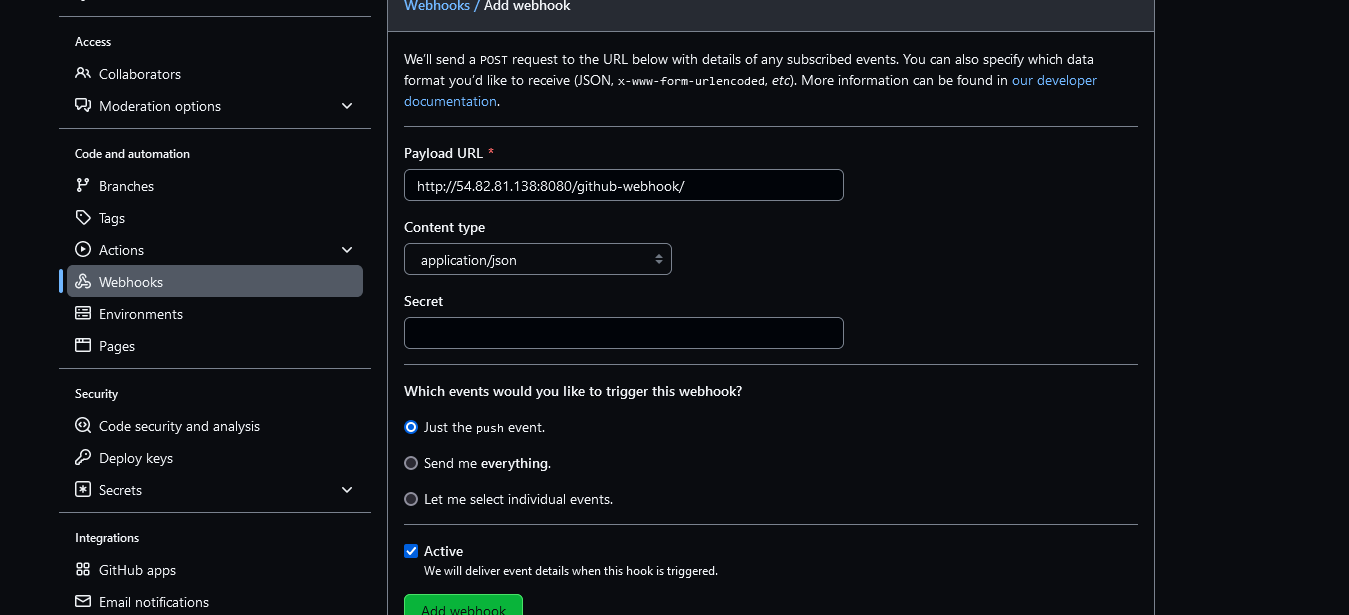 Webhooks / Add webhook
Access
Collaborators
Moderation options
Code and automation
Branches
Tags
Actions
Webhooks
Environments
Pages
Security
Code security and analysis
Deploy keys
Secrets
Integrations
GitHub apps
Email notifications
We'll send a POST request to the URL below with details of any subscribed events. You can also specify which data
format you'd like to receive (JSON, x-www-form-urlencoded, etc). More information can be found in our developer
documentation.
Payload URL *
http://54.82.81.138:8080/github-webhook/
Content type
application/json
Secret
Which events would you like to trigger this webhook?
Just the push event.
Send me everything.
Let me select individual events.
Active
We will deliver event details when this hook is triggered.
Add webhook